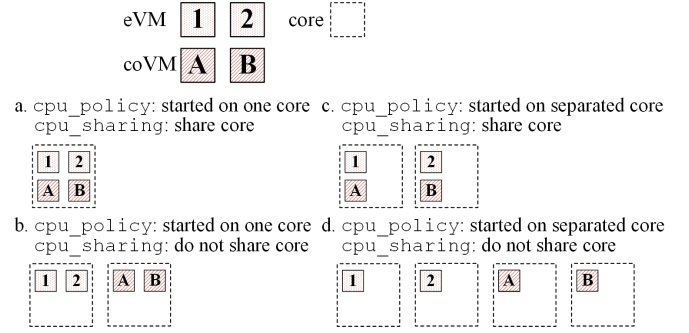 eVM 1 2 core
coVM A B
a. cpu_policy: started on one core
cpu_sharing: share core
1 2
A B
c. cpu_policy: started on separated core
cpu_sharing: share core
1 2
A B
b. cpu_policy: started on one core
cpu_sharing: do not share core
1 2 A B
d. cpu_policy: started on separated core
cpu_sharing: do not share core
1 2 A B